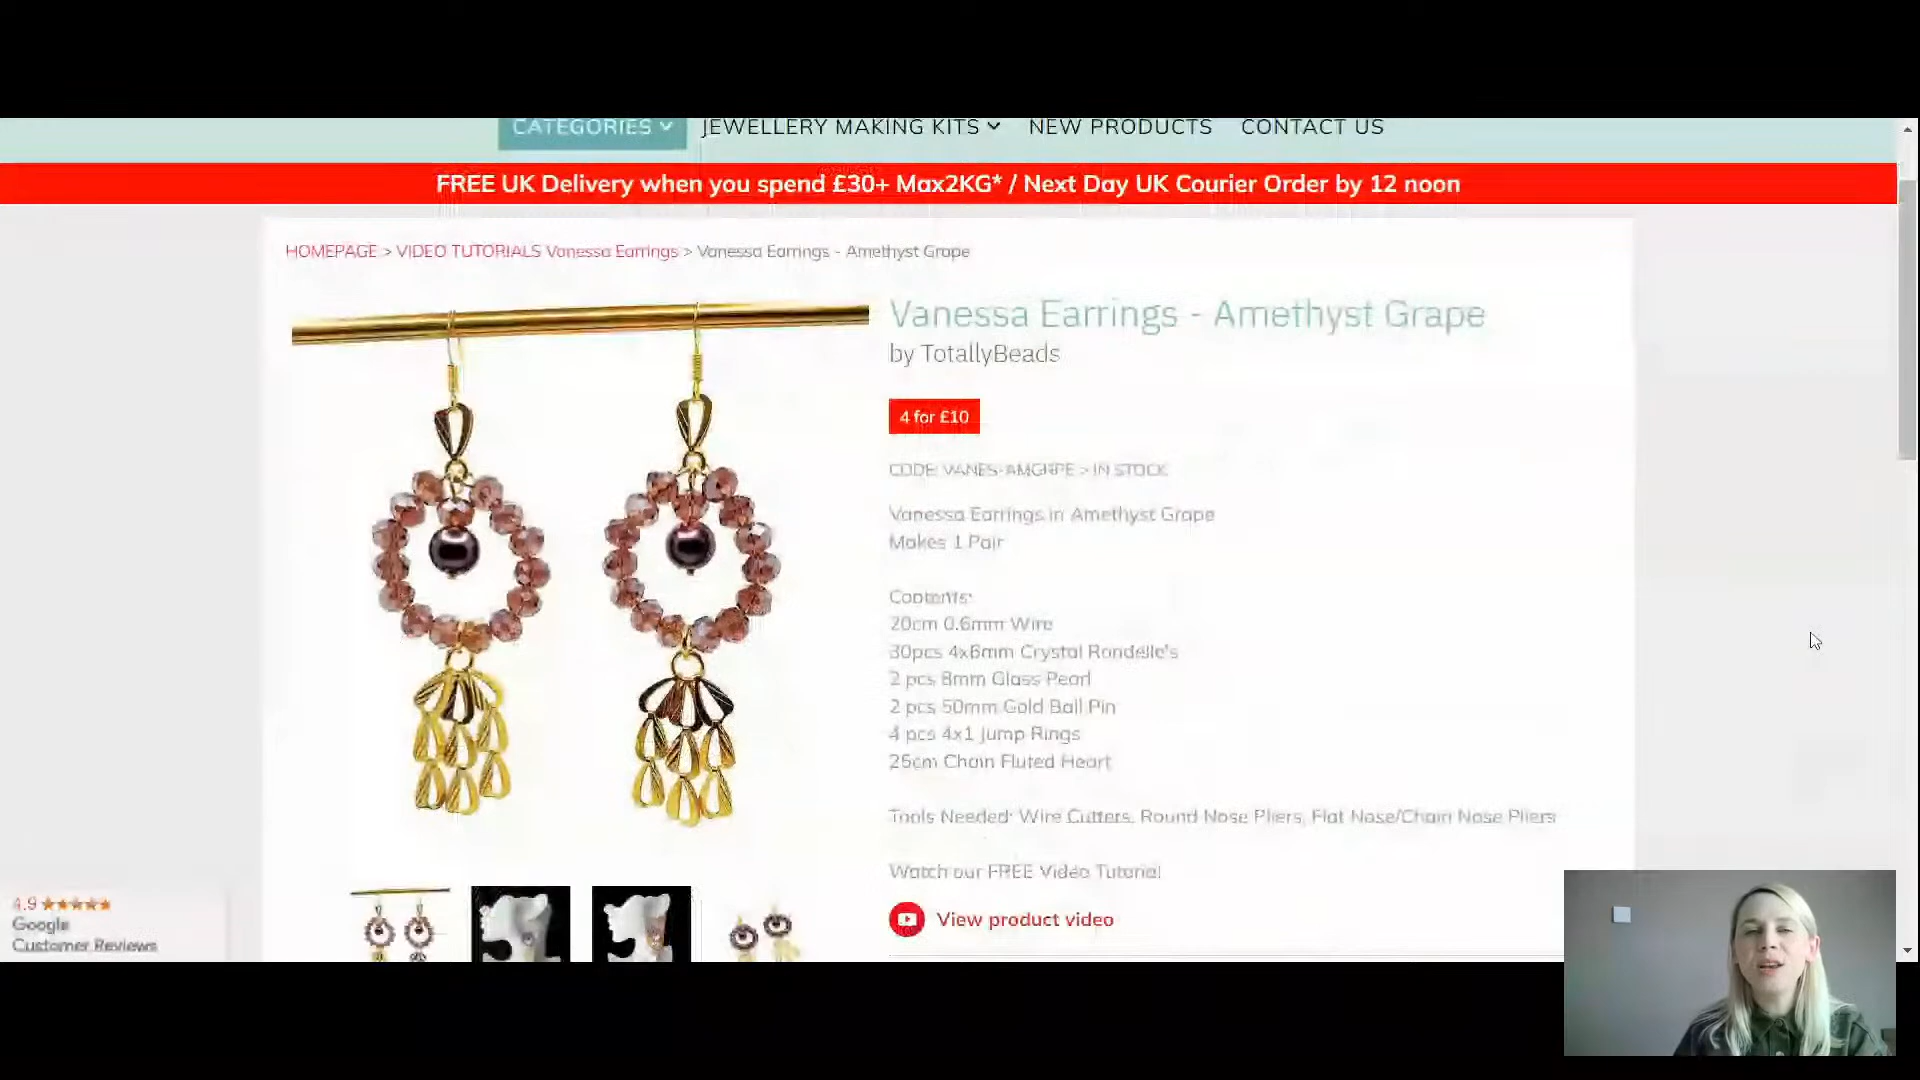 CATEGORIES
JEWELLERY MAKING KITS
NEW PRODUCTS
CONTACT US
FREE UK Delivery when you spend £30+ Max2KG* / Next Day UK Courier Order by 12 noon
HOMEPAGE > VIDEO TUTORIALS Vanessa Earrings > Vanessa Earrings - Amethyst Grape
Vanessa Earrings - Amethyst Grape
by TotallyBeads
4 for £10
CODE: VANES-AMGRPE > IN STOCK
Vanessa Earrings in Amethyst Grape
Makes 1 Pair
Contents:
20cm 0.6mm Wire
30pcs 4x6mm Crystal Rondelle's
2 pcs 8mm Glass Pearl
2 pcs 50mm Gold Ball Pin
4 pcs 4x1 Jump Rings
25cm Chain Fluted Heart
Tools Needed: Wire Cutters, Round Nose Pliers, Flat Nose/Chain Nose Pliers
Watch our FREE Video Tutorial
View product video
4.9
Google
Customer Reviews